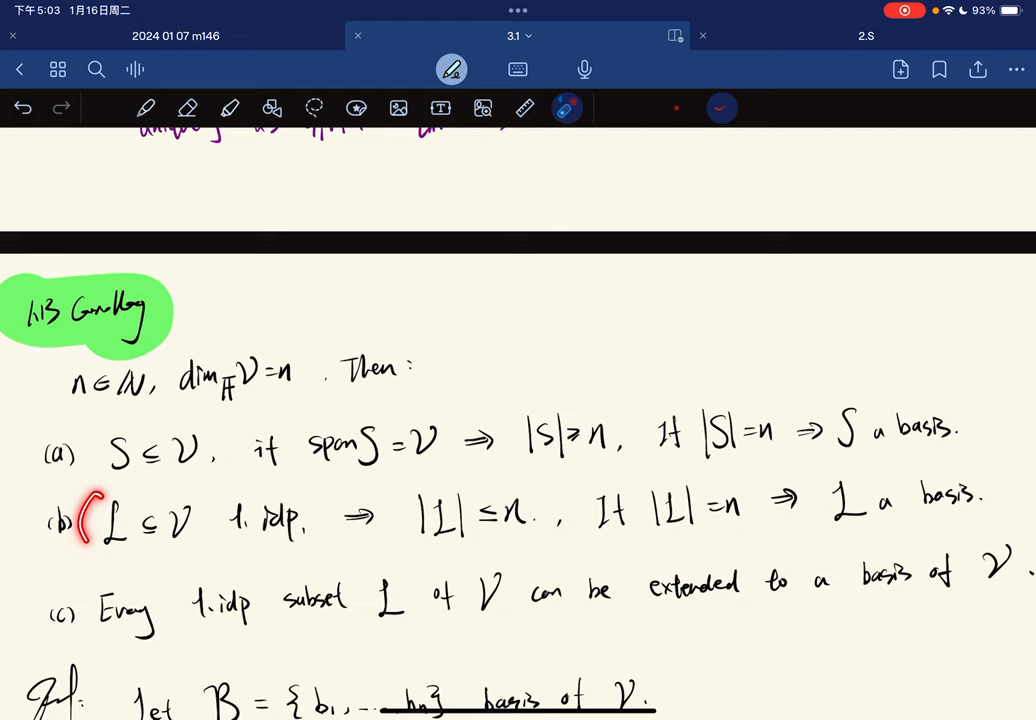 下午5:03 1月16日周二
93%
2024 01 07 m146
3.1
2.S
1.13 Corollary
n ∈ ℕ, dim_𝔽 V = n. Then:
(a) S ⊆ V, if span S = V ⇒ |S| ≥ n, If |S| = n ⇒ S a basis.
(b) L ⊆ V l.idp. ⇒ |L| ≤ n., If |L| = n ⇒ L a basis.
(c) Every l.idp subset L of V can be extended to a basis of V.
let B = {b₁, ... bₙ} basis of V.